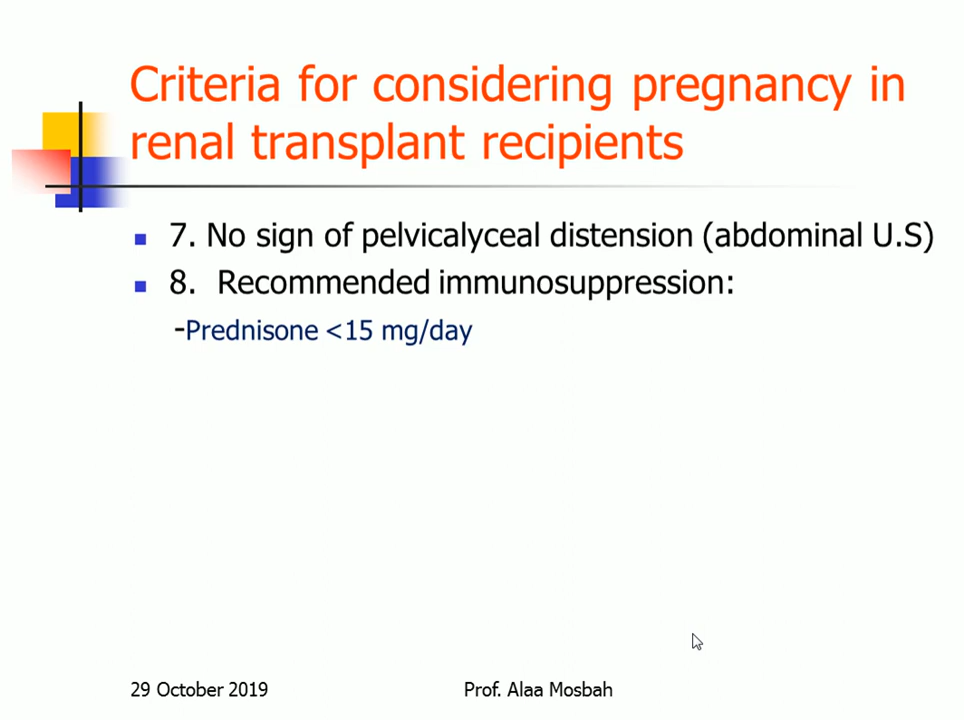 Criteria for considering pregnancy in
renal transplant recipients
7. No sign of pelvicalyceal distension (abdominal U.S)
8. Recommended immunosuppression:
-Prednisone <15 mg/day
29 October 2019
Prof. Alaa Mosbah